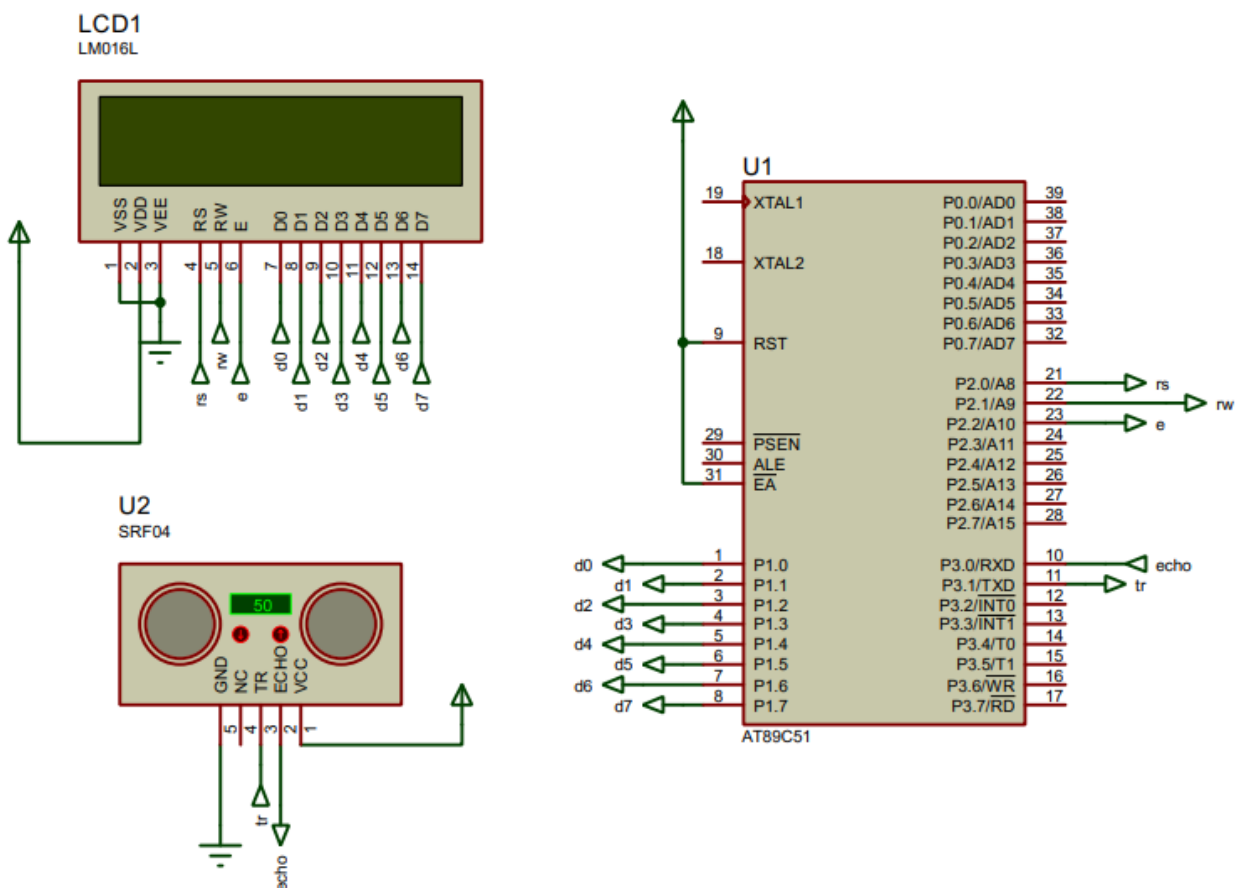 LCD1
LM016L
VSS
VDD
VEE
RS
RW
E
D0
D1
D2
D3
D4
D5
D6
D7
1
2
3
4
5
6
7
8
9
10
11
12
13
14
rs
rw
e
d0
d1
d2
d3
d4
d5
d6
d7
U2
SRF04
50
GND
NC
TR
ECHO
VCC
5
4
3
2
1
tr
echo
U1
19 XTAL1
18 XTAL2
9 RST
29 PSEN
30 ALE
31 EA
d0 1 P1.0
d1 2 P1.1
d2 3 P1.2
d3 4 P1.3
d4 5 P1.4
d5 6 P1.5
d6 7 P1.6
d7 8 P1.7
P0.0/AD0 39
P0.1/AD1 38
P0.2/AD2 37
P0.3/AD3 36
P0.4/AD4 35
P0.5/AD5 34
P0.6/AD6 33
P0.7/AD7 32
P2.0/A8 21 rs
P2.1/A9 22 rw
P2.2/A10 23 e
P2.3/A11 24
P2.4/A12 25
P2.5/A13 26
P2.6/A14 27
P2.7/A15 28
P3.0/RXD 10 echo
P3.1/TXD 11 tr
P3.2/INT0 12
P3.3/INT1 13
P3.4/T0 14
P3.5/T1 15
P3.6/WR 16
P3.7/RD 17
AT89C51